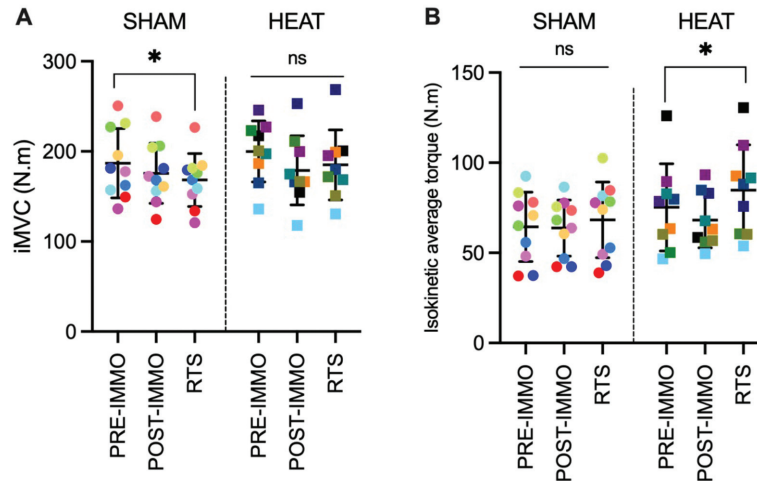 A
SHAM
HEAT
*
ns
iMVC (N.m)
300
200
100
0
PRE-IMMO
POST-IMMO
RTS
PRE-IMMO
POST-IMMO
RTS
B
SHAM
HEAT
ns
*
Isokinetic average torque (N.m)
150
100
50
0
PRE-IMMO
POST-IMMO
RTS
PRE-IMMO
POST-IMMO
RTS